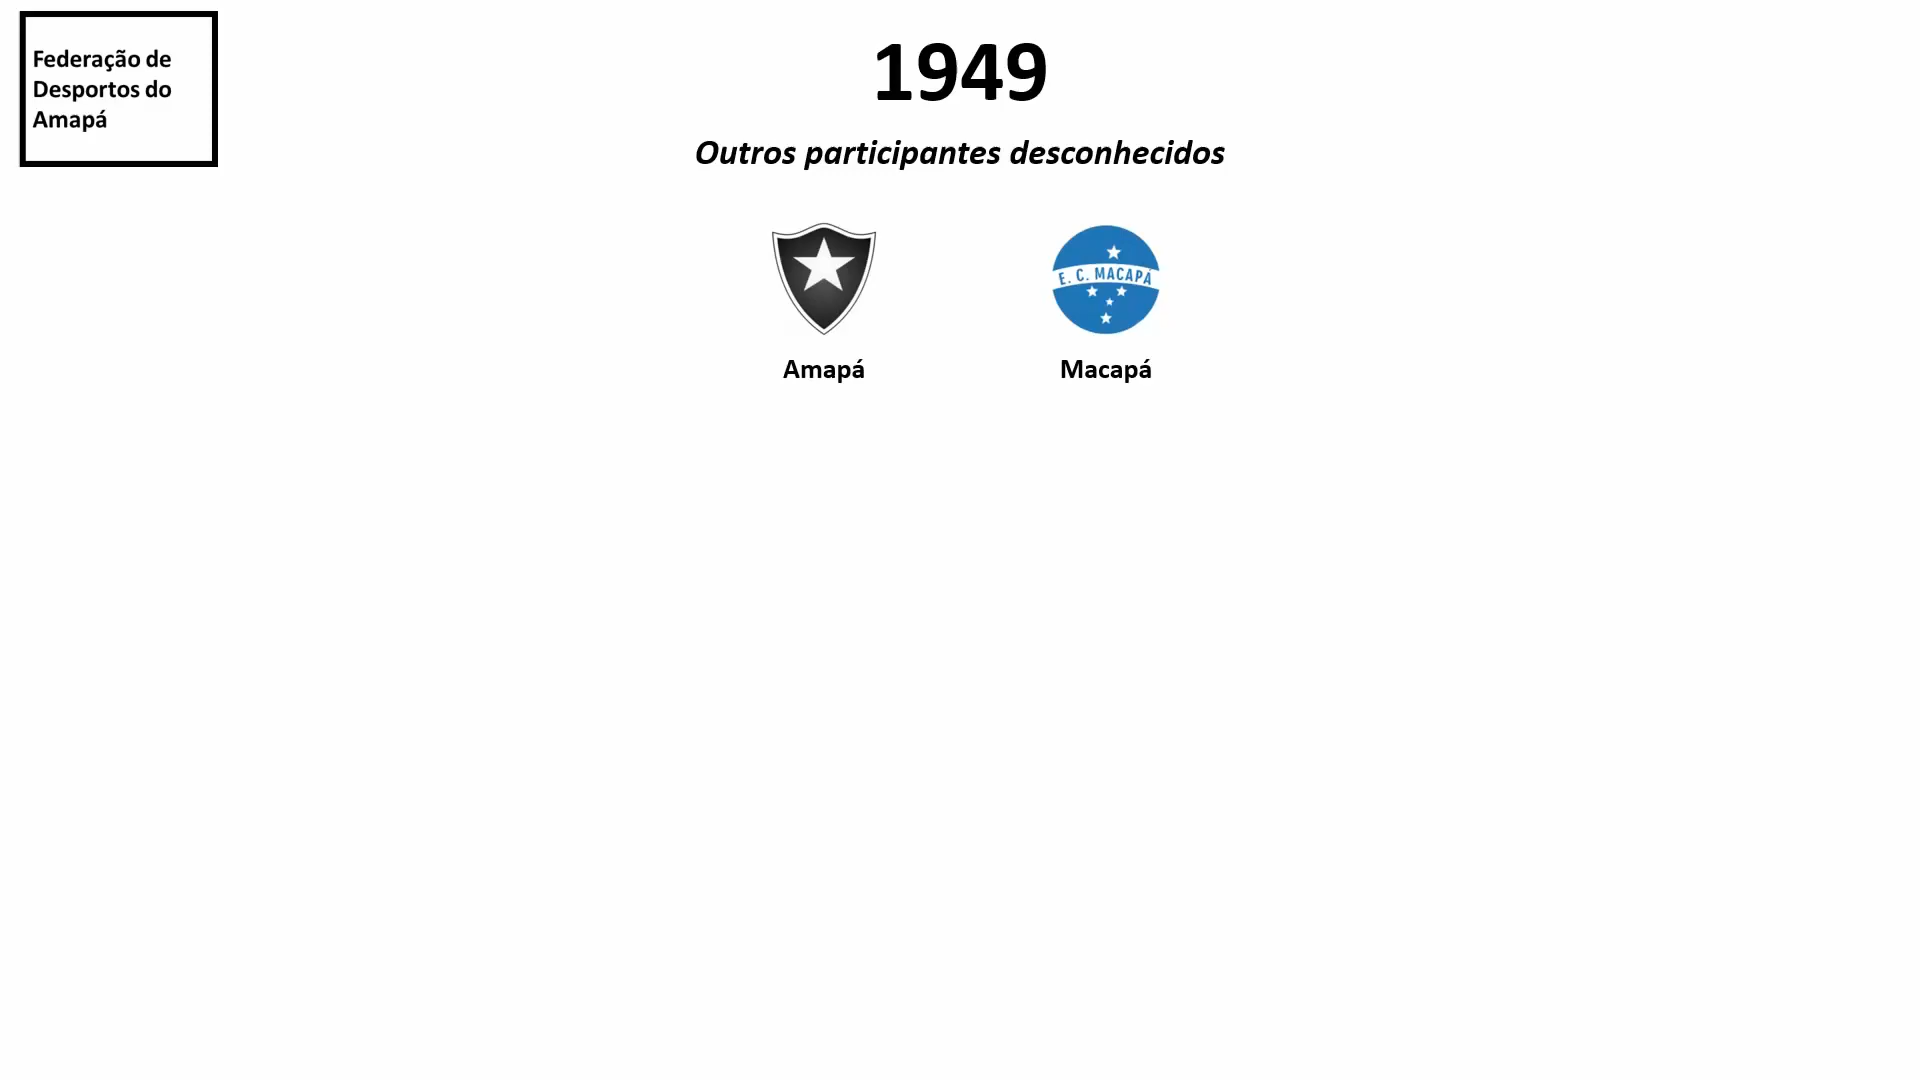 Federação de
Desportos do
Amapá
1949
Outros participantes desconhecidos
E. C. MACAPÁ
Amapá
Macapá